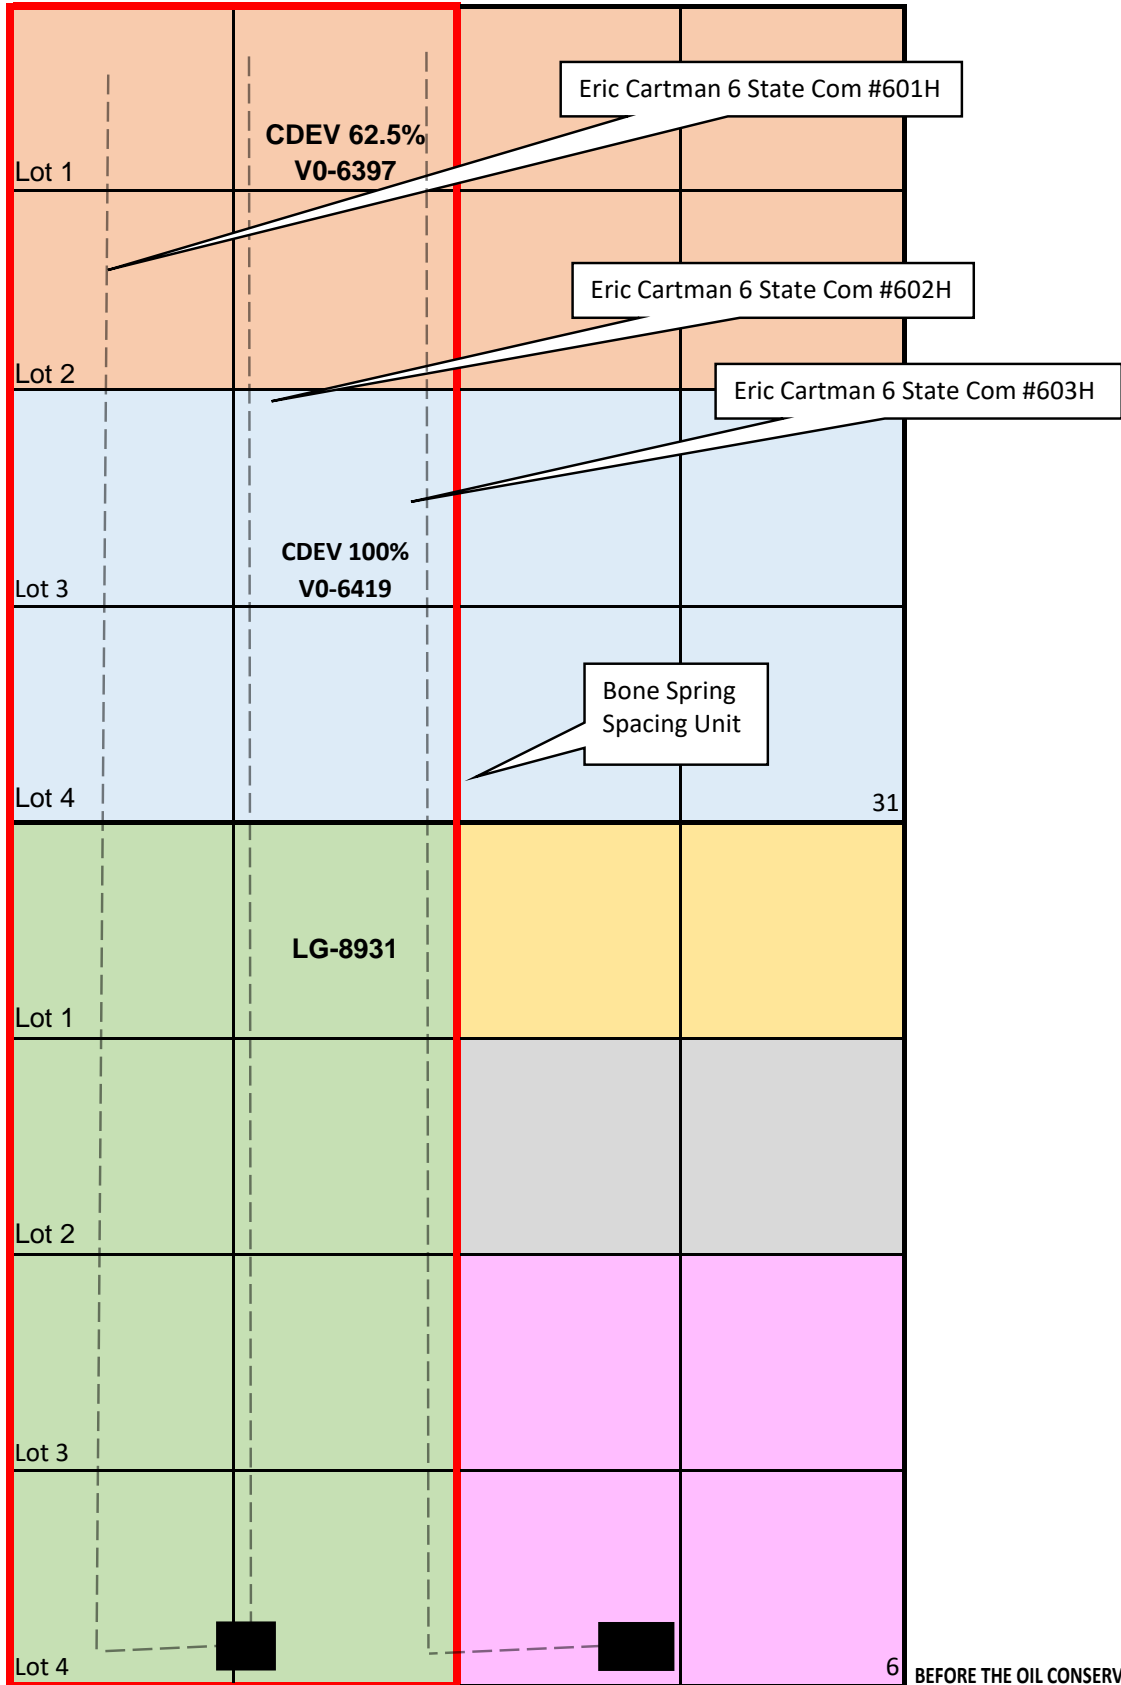 Eric Cartman 6 State Com #601H
CDEV 62.5%
V0-6397
Lot 1
Eric Cartman 6 State Com #602H
Lot 2
Eric Cartman 6 State Com #603H
CDEV 100%
V0-6419
Lot 3
Bone Spring
Spacing Unit
Lot 4
31
LG-8931
Lot 1
Lot 2
Lot 3
Lot 4
6
BEFORE THE OIL CONSERV